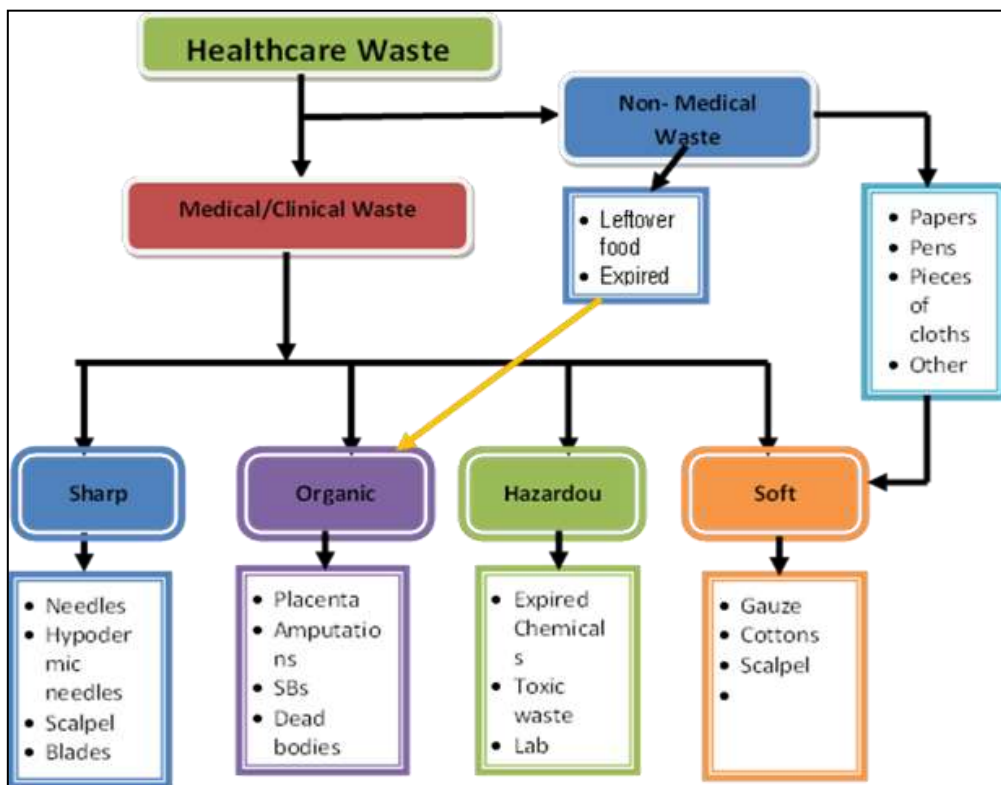 Healthcare Waste
Non- Medical
Waste
Medical/Clinical Waste
• Leftover
food
• Expired
• Papers
• Pens
• Pieces
of
cloths
• Other
Sharp
Organic
Hazardou
Soft
• Needles
• Hypoder
mic
needles
• Scalpel
• Blades
• Placenta
• Amputatio
ns
• SBs
• Dead
bodies
• Expired
Chemical
s
• Toxic
waste
• Lab
• Gauze
• Cottons
• Scalpel
•